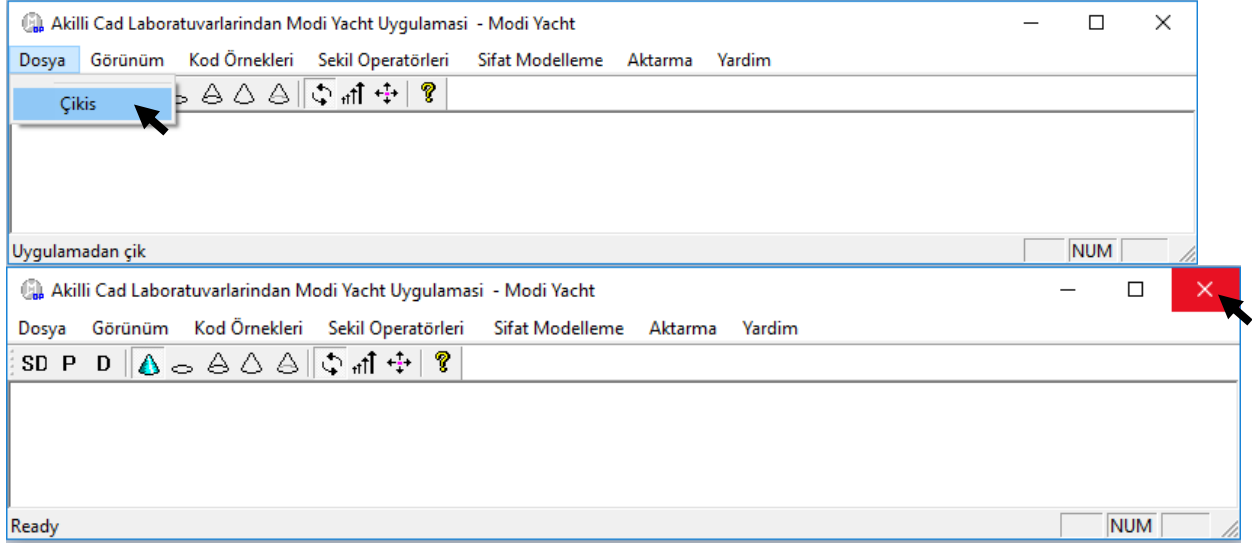 Akilli Cad Laboratuvarlarindan Modi Yacht Uygulamasi - Modi Yacht
Dosya Görünüm Kod Örnekleri Sekil Operatörleri Sifat Modelleme Aktarma Yardim
Çikis
Uygulamadan çik NUM
Akilli Cad Laboratuvarlarindan Modi Yacht Uygulamasi - Modi Yacht
Dosya Görünüm Kod Örnekleri Sekil Operatörleri Sifat Modelleme Aktarma Yardim
SD P D
Ready NUM